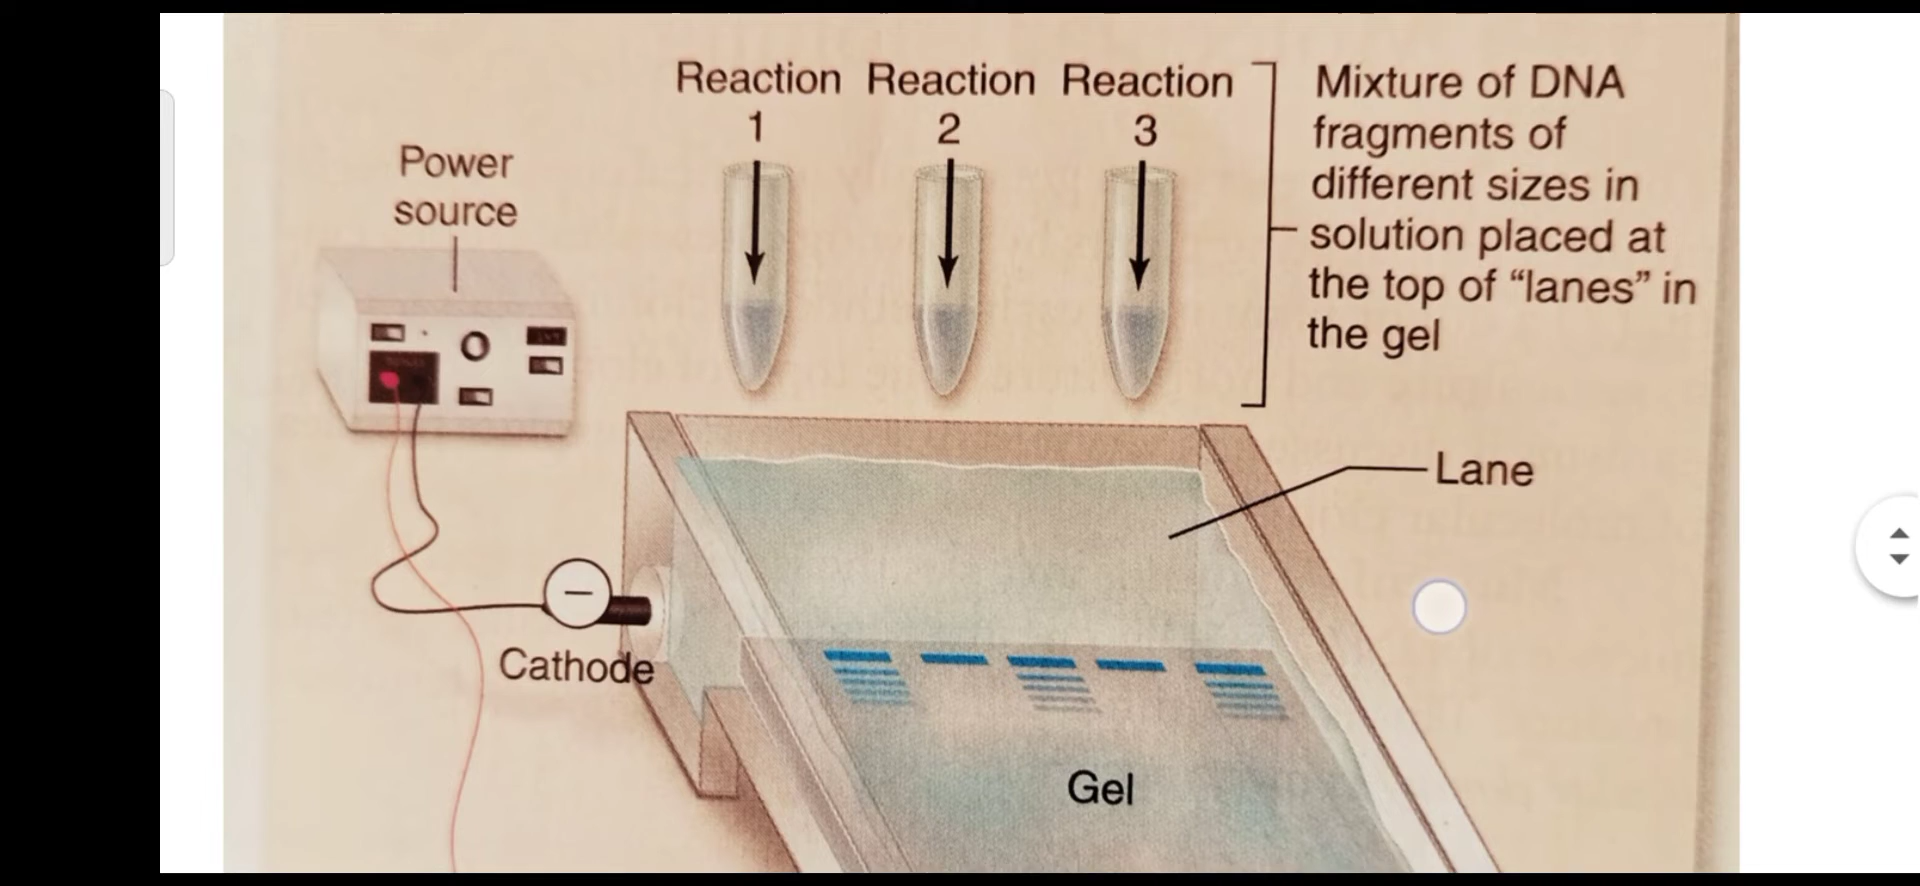 Reaction Reaction Reaction
1 2 3
Mixture of DNA
fragments of
different sizes in
solution placed at
the top of “lanes” in
the gel
Power
source
Lane
–
Cathode
Gel